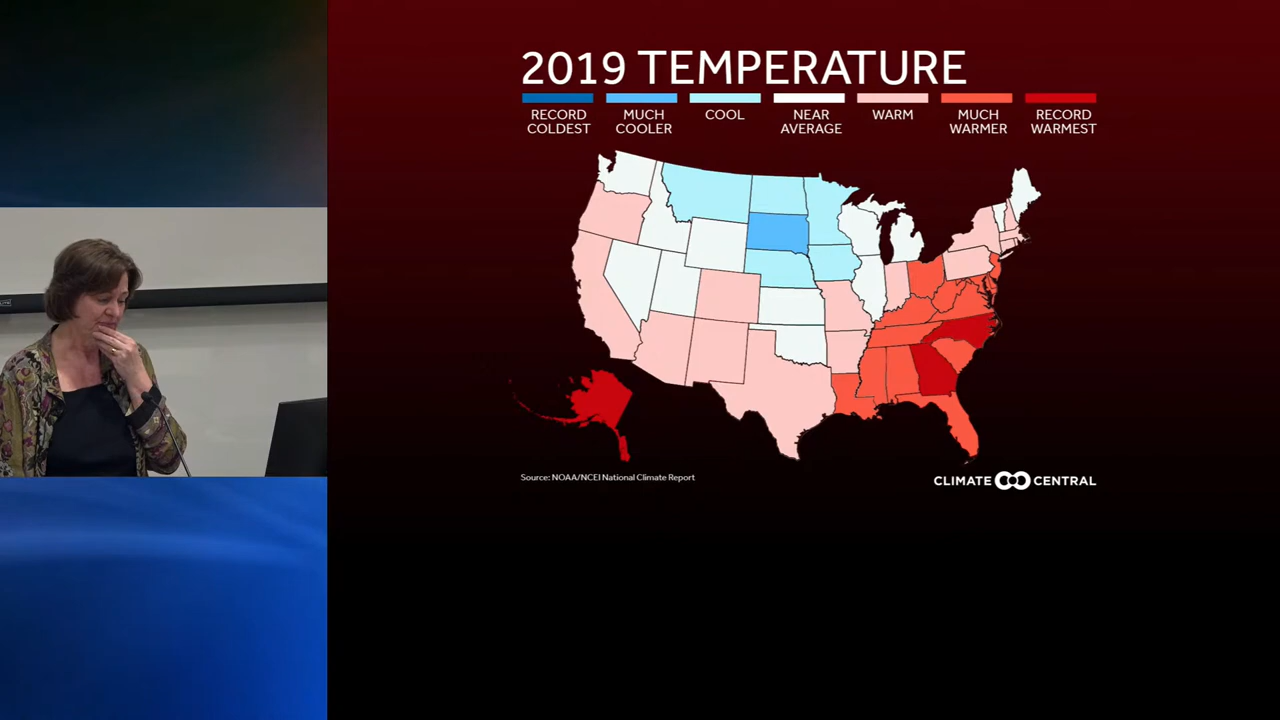 2019 TEMPERATURE
RECORD COLDEST
MUCH COOLER
COOL
NEAR AVERAGE
WARM
MUCH WARMER
RECORD WARMEST
Source: NOAA/NCEI National Climate Report
CLIMATE CENTRAL